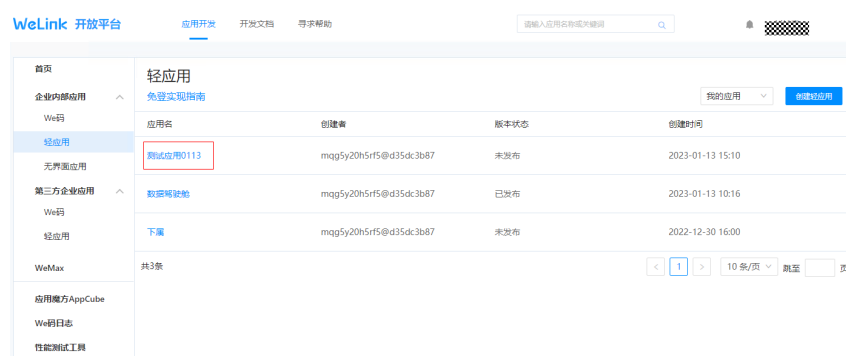 WeLink 开放平台
应用开发 开发文档 寻求帮助
请输入应用名称或关键词
首页
企业内部应用
We码
轻应用
无界面应用
第三方企业应用
We码
轻应用
WeMax
应用魔方AppCube
We码日志
性能测试工具
轻应用
免登实现指南
我的应用 创建轻应用
应用名 创建者 版本状态 创建时间
测试应用0113 mqg5y20h5rf5@d35dc3b87 未发布 2023-01-13 15:10
数据驾驶舱 mqg5y20h5rf5@d35dc3b87 已发布 2023-01-13 10:16
下属 mqg5y20h5rf5@d35dc3b87 未发布 2022-12-30 16:00
共3条 < 1 > 10 条/页 跳至 页